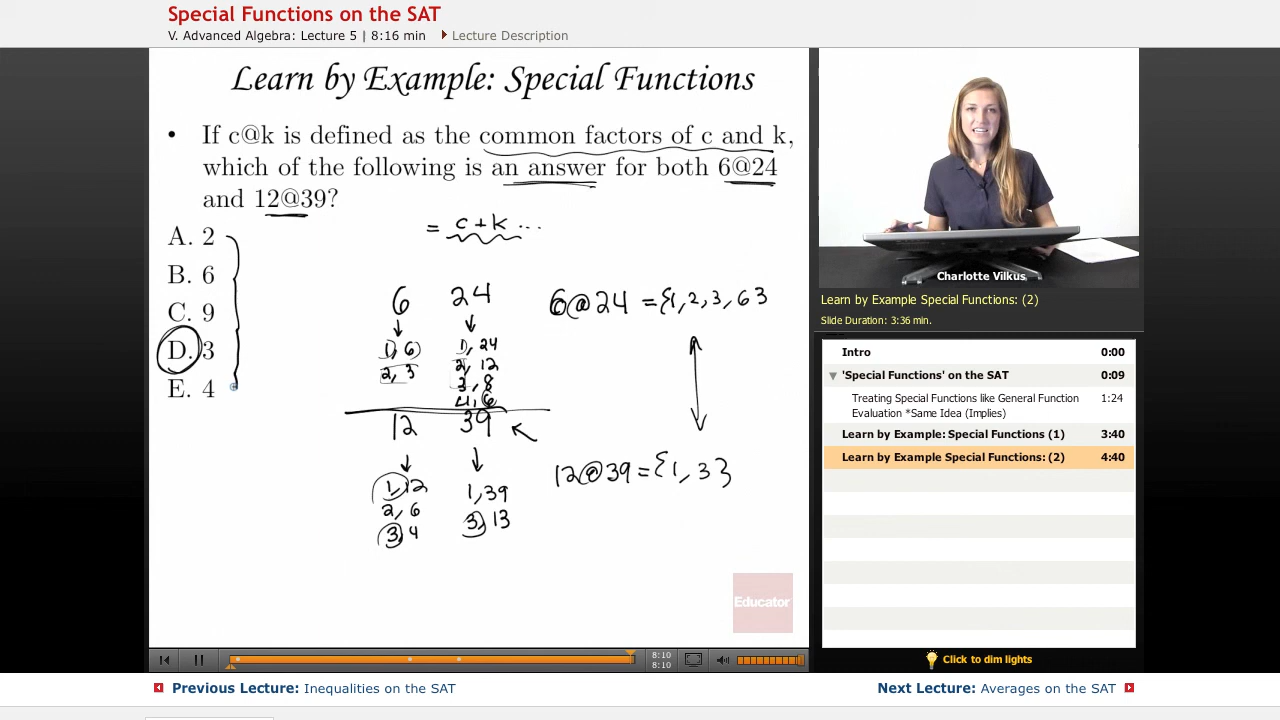 Special Functions on the SAT
V. Advanced Algebra: Lecture 5 | 8:16 min
Lecture Description
Learn by Example: Special Functions
• If c@k is defined as the common factors of c and k,
which of the following is an answer for both 6@24
and 12@39?
= c + k ...
A. 2
B. 6
C. 9
D. 3
E. 4
6 24
1, 6 1, 24
2, 3 2, 12
3, 8
4, 6
12 39
1, 12 1, 39
2, 6 3, 13
3, 4
6@24 = {1, 2, 3, 6}
12@39 = {1, 3}
Educator
8:10
8:10
Charlotte Vilkus
Learn by Example Special Functions: (2)
Slide Duration: 3:36 min.
Intro 0:00
'Special Functions' on the SAT 0:09
Treating Special Functions like General Function 1:24
Evaluation *Same Idea (Implies)
Learn by Example: Special Functions (1) 3:40
Learn by Example Special Functions: (2) 4:40
Click to dim lights
Previous Lecture: Inequalities on the SAT
Next Lecture: Averages on the SAT